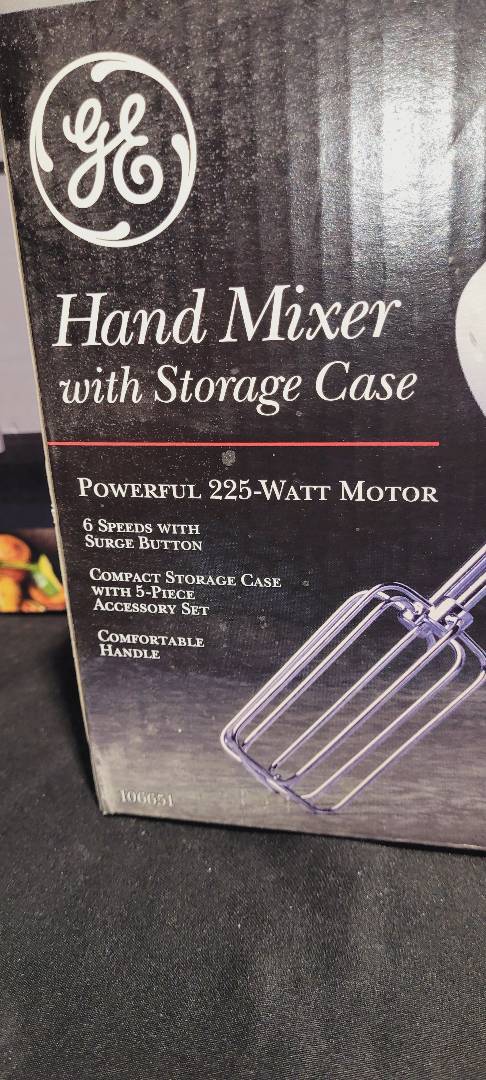 GE
Hand Mixer
with Storage Case
POWERFUL 225-WATT MOTOR
6 SPEEDS WITH
SURGE BUTTON
COMPACT STORAGE CASE
WITH 5-PIECE
ACCESSORY SET
COMFORTABLE
HANDLE
106651